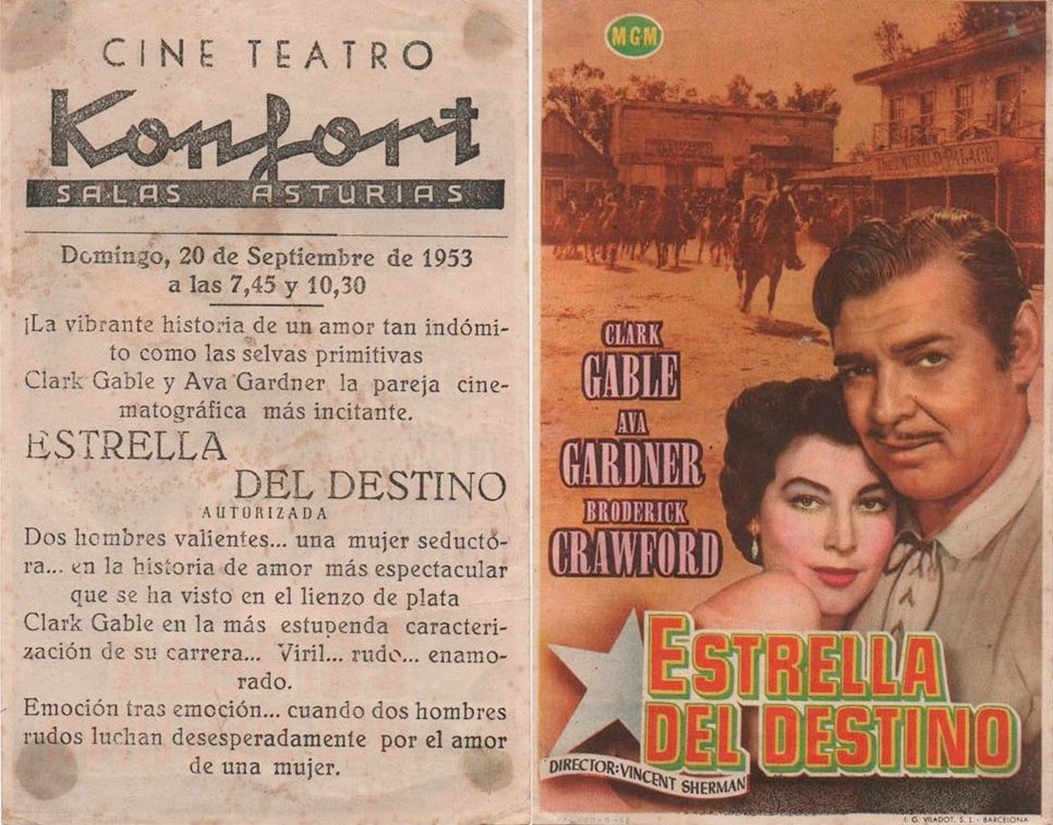 CINE TEATRO
Konfort
SALAS ASTURIAS
Domingo, 20 de Septiembre de 1953
a las 7,45 y 10,30
¡La vibrante historia de un amor tan indómi-
to como las selvas primitivas
Clark Gable y Ava Gardner la pareja cine-
matográfica más incitante.
ESTRELLA
DEL DESTINO
AUTORIZADA
Dos hombres valientes... una mujer seductó-
ra... en la historia de amor más espectacular
que se ha visto en el lienzo de plata
Clark Gable en la más estupenda caracteri-
zación de su carrera... Viril... rudo... enamo-
rado.
Emoción tras emoción... cuando dos hombres
rudos luchan desesperadamente por el amor
de una mujer.
MGM
THE EMERALD PALACE
CLARK
GABLE
AVA
GARDNER
BRODERICK
CRAWFORD
ESTRELLA
DEL DESTINO
DIRECTOR: VINCENT SHERMAN
I. G. VILADOT, S. L. - BARCELONA